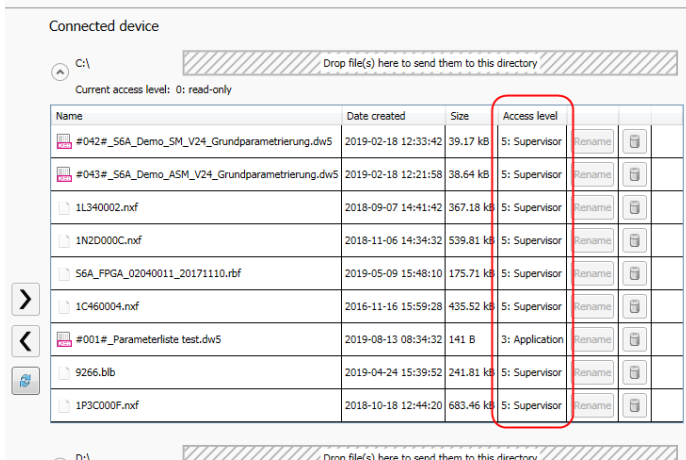 Connected device
C:\ Drop file(s) here to send them to this directory
Current access level: 0: read-only
Name Date created Size Access level
#042#_S6A_Demo_SM_V24_Grundparametrierung.dw5 2019-02-18 12:33:42 39.17 kB 5: Supervisor Rename
#043#_S6A_Demo_ASM_V24_Grundparametrierung.dw5 2019-02-18 12:21:58 38.64 kB 5: Supervisor Rename
1L340002.nxf 2018-09-07 14:41:42 367.18 kB 5: Supervisor Rename
1N2D000C.nxf 2018-11-06 14:34:32 539.81 kB 5: Supervisor Rename
S6A_FPGA_02040011_20171110.rbf 2019-05-09 15:48:10 175.71 kB 5: Supervisor Rename
1C460004.nxf 2016-11-16 15:59:28 435.52 kB 5: Supervisor Rename
#001#_Parameterliste test.dw5 2019-08-13 08:34:32 141 B 3: Application Rename
9266.blb 2019-04-24 15:39:52 241.81 kB 5: Supervisor Rename
1P3C000F.nxf 2018-10-18 12:44:20 683.46 kB 5: Supervisor Rename
D:\ Drop file(s) here to send them to this directory